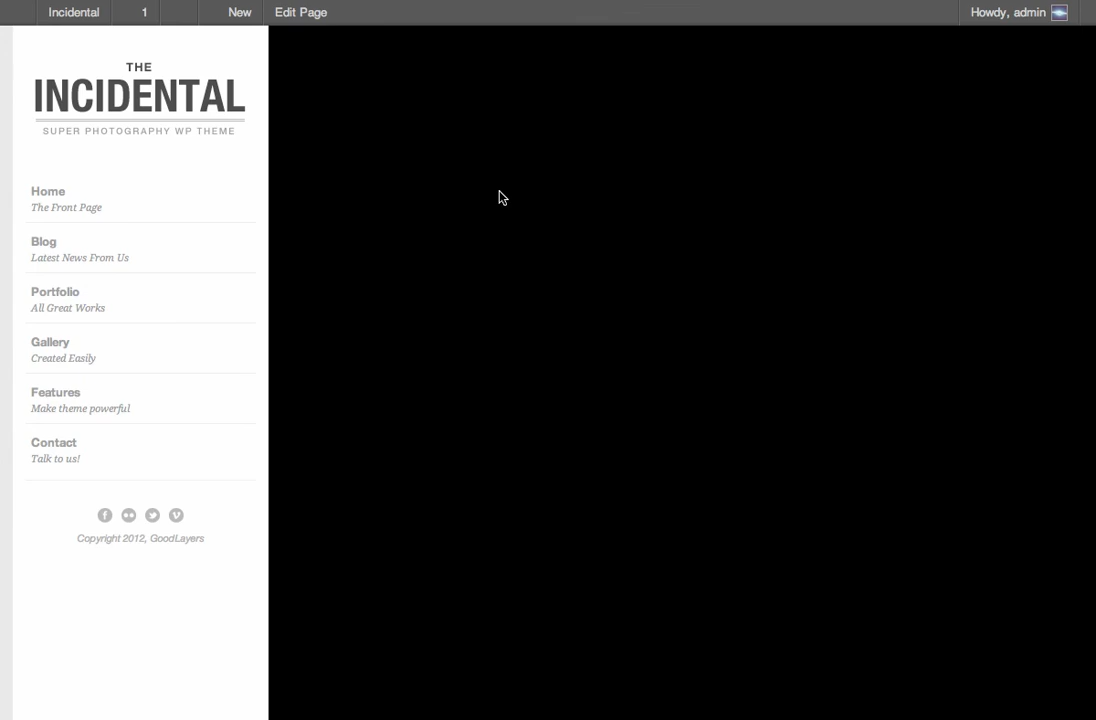 Incidental 1 New Edit Page Howdy, admin
THE
INCIDENTAL
SUPER PHOTOGRAPHY WP THEME
Home
The Front Page
Blog
Latest News From Us
Portfolio
All Great Works
Gallery
Created Easily
Features
Make theme powerful
Contact
Talk to us!
Copyright 2012, GoodLayers